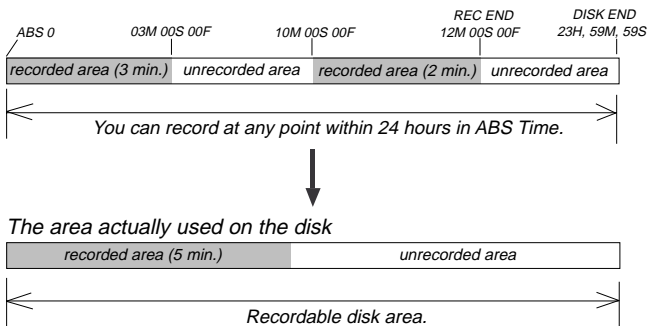 REC END DISK END
ABS 0 03M 00S 00F 10M 00S 00F 12M 00S 00F 23H, 59M, 59S
recorded area (3 min.) unrecorded area recorded area (2 min.) unrecorded area
You can record at any point within 24 hours in ABS Time.
The area actually used on the disk
recorded area (5 min.) unrecorded area
Recordable disk area.